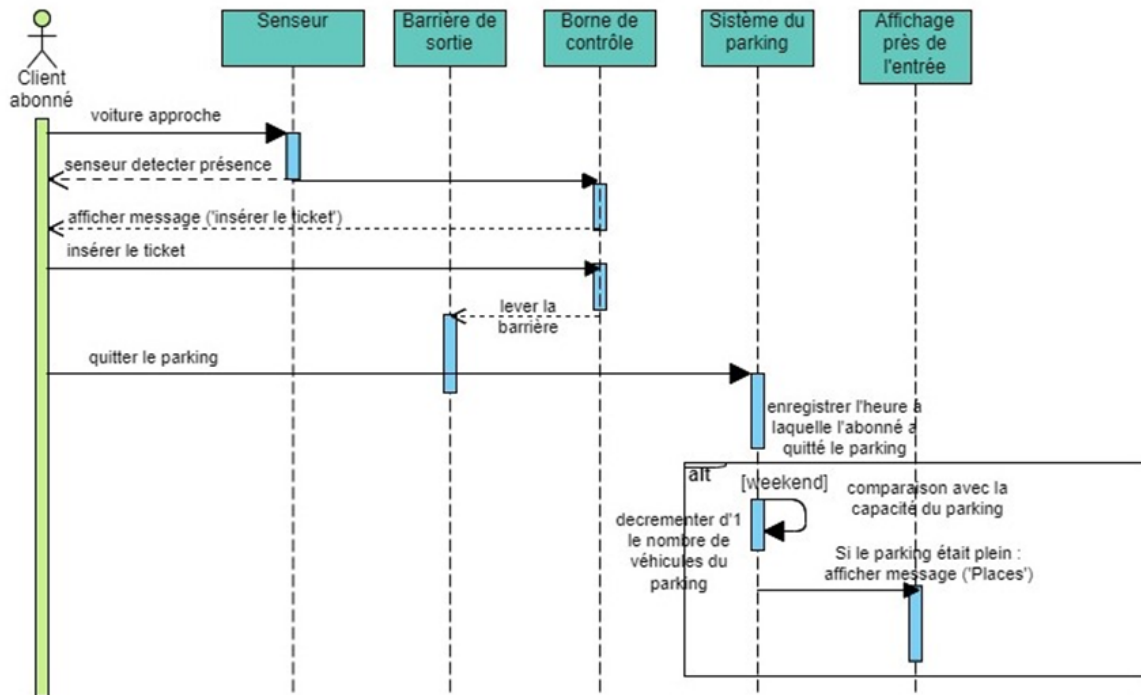 Senseur
Barrière de
sortie
Borne de
contrôle
Sistème du
parking
Affichage
près de
l'entrée
Client
abonné
voiture approche
senseur detecter présence
afficher message ('insérer le ticket')
insérer le ticket
lever la
barrière
quitter le parking
enregistrer l'heure à
laquelle l'abonné a
quitté le parking
alt
[weekend]
comparaison avec la
capacité du parking
decrementer d'1
le nombre de
véhicules du
parking
Si le parking était plein :
afficher message ('Places')